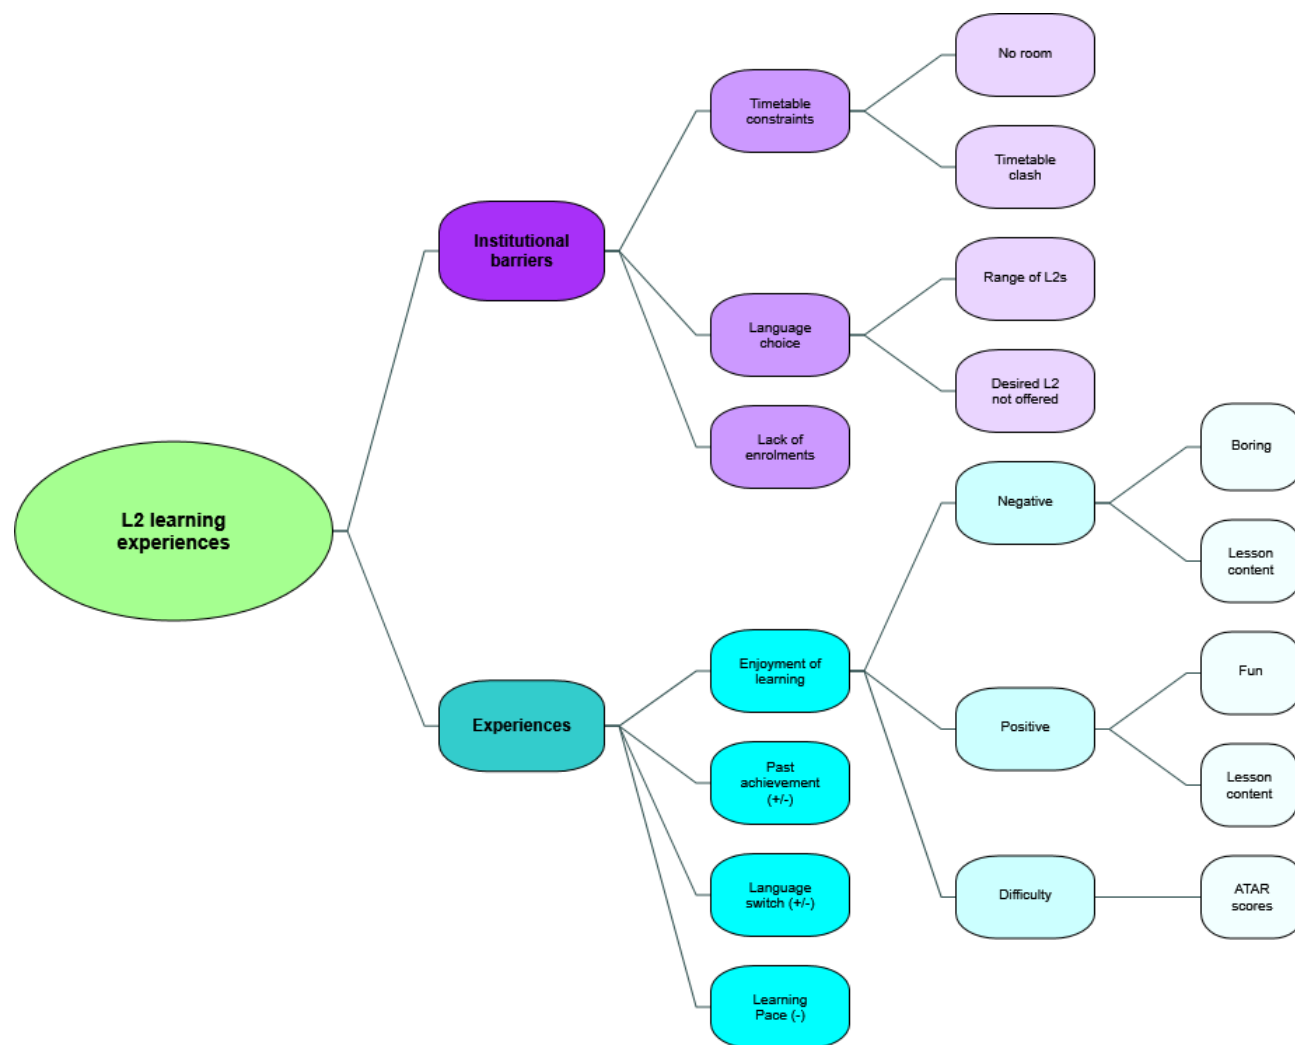 No room
Timetable
constraints
Timetable
clash
Institutional
barriers
Range of L2s
Language
choice
Desired L2
not offered
Lack of
enrolments
Boring
Negative
L2 learning
experiences
Lesson
content
Enjoyment of
learning
Fun
Experiences
Positive
Past
achievement
(+/-)
Lesson
content
Language
switch (+/-)
Difficulty
ATAR
scores
Learning
Pace (-)